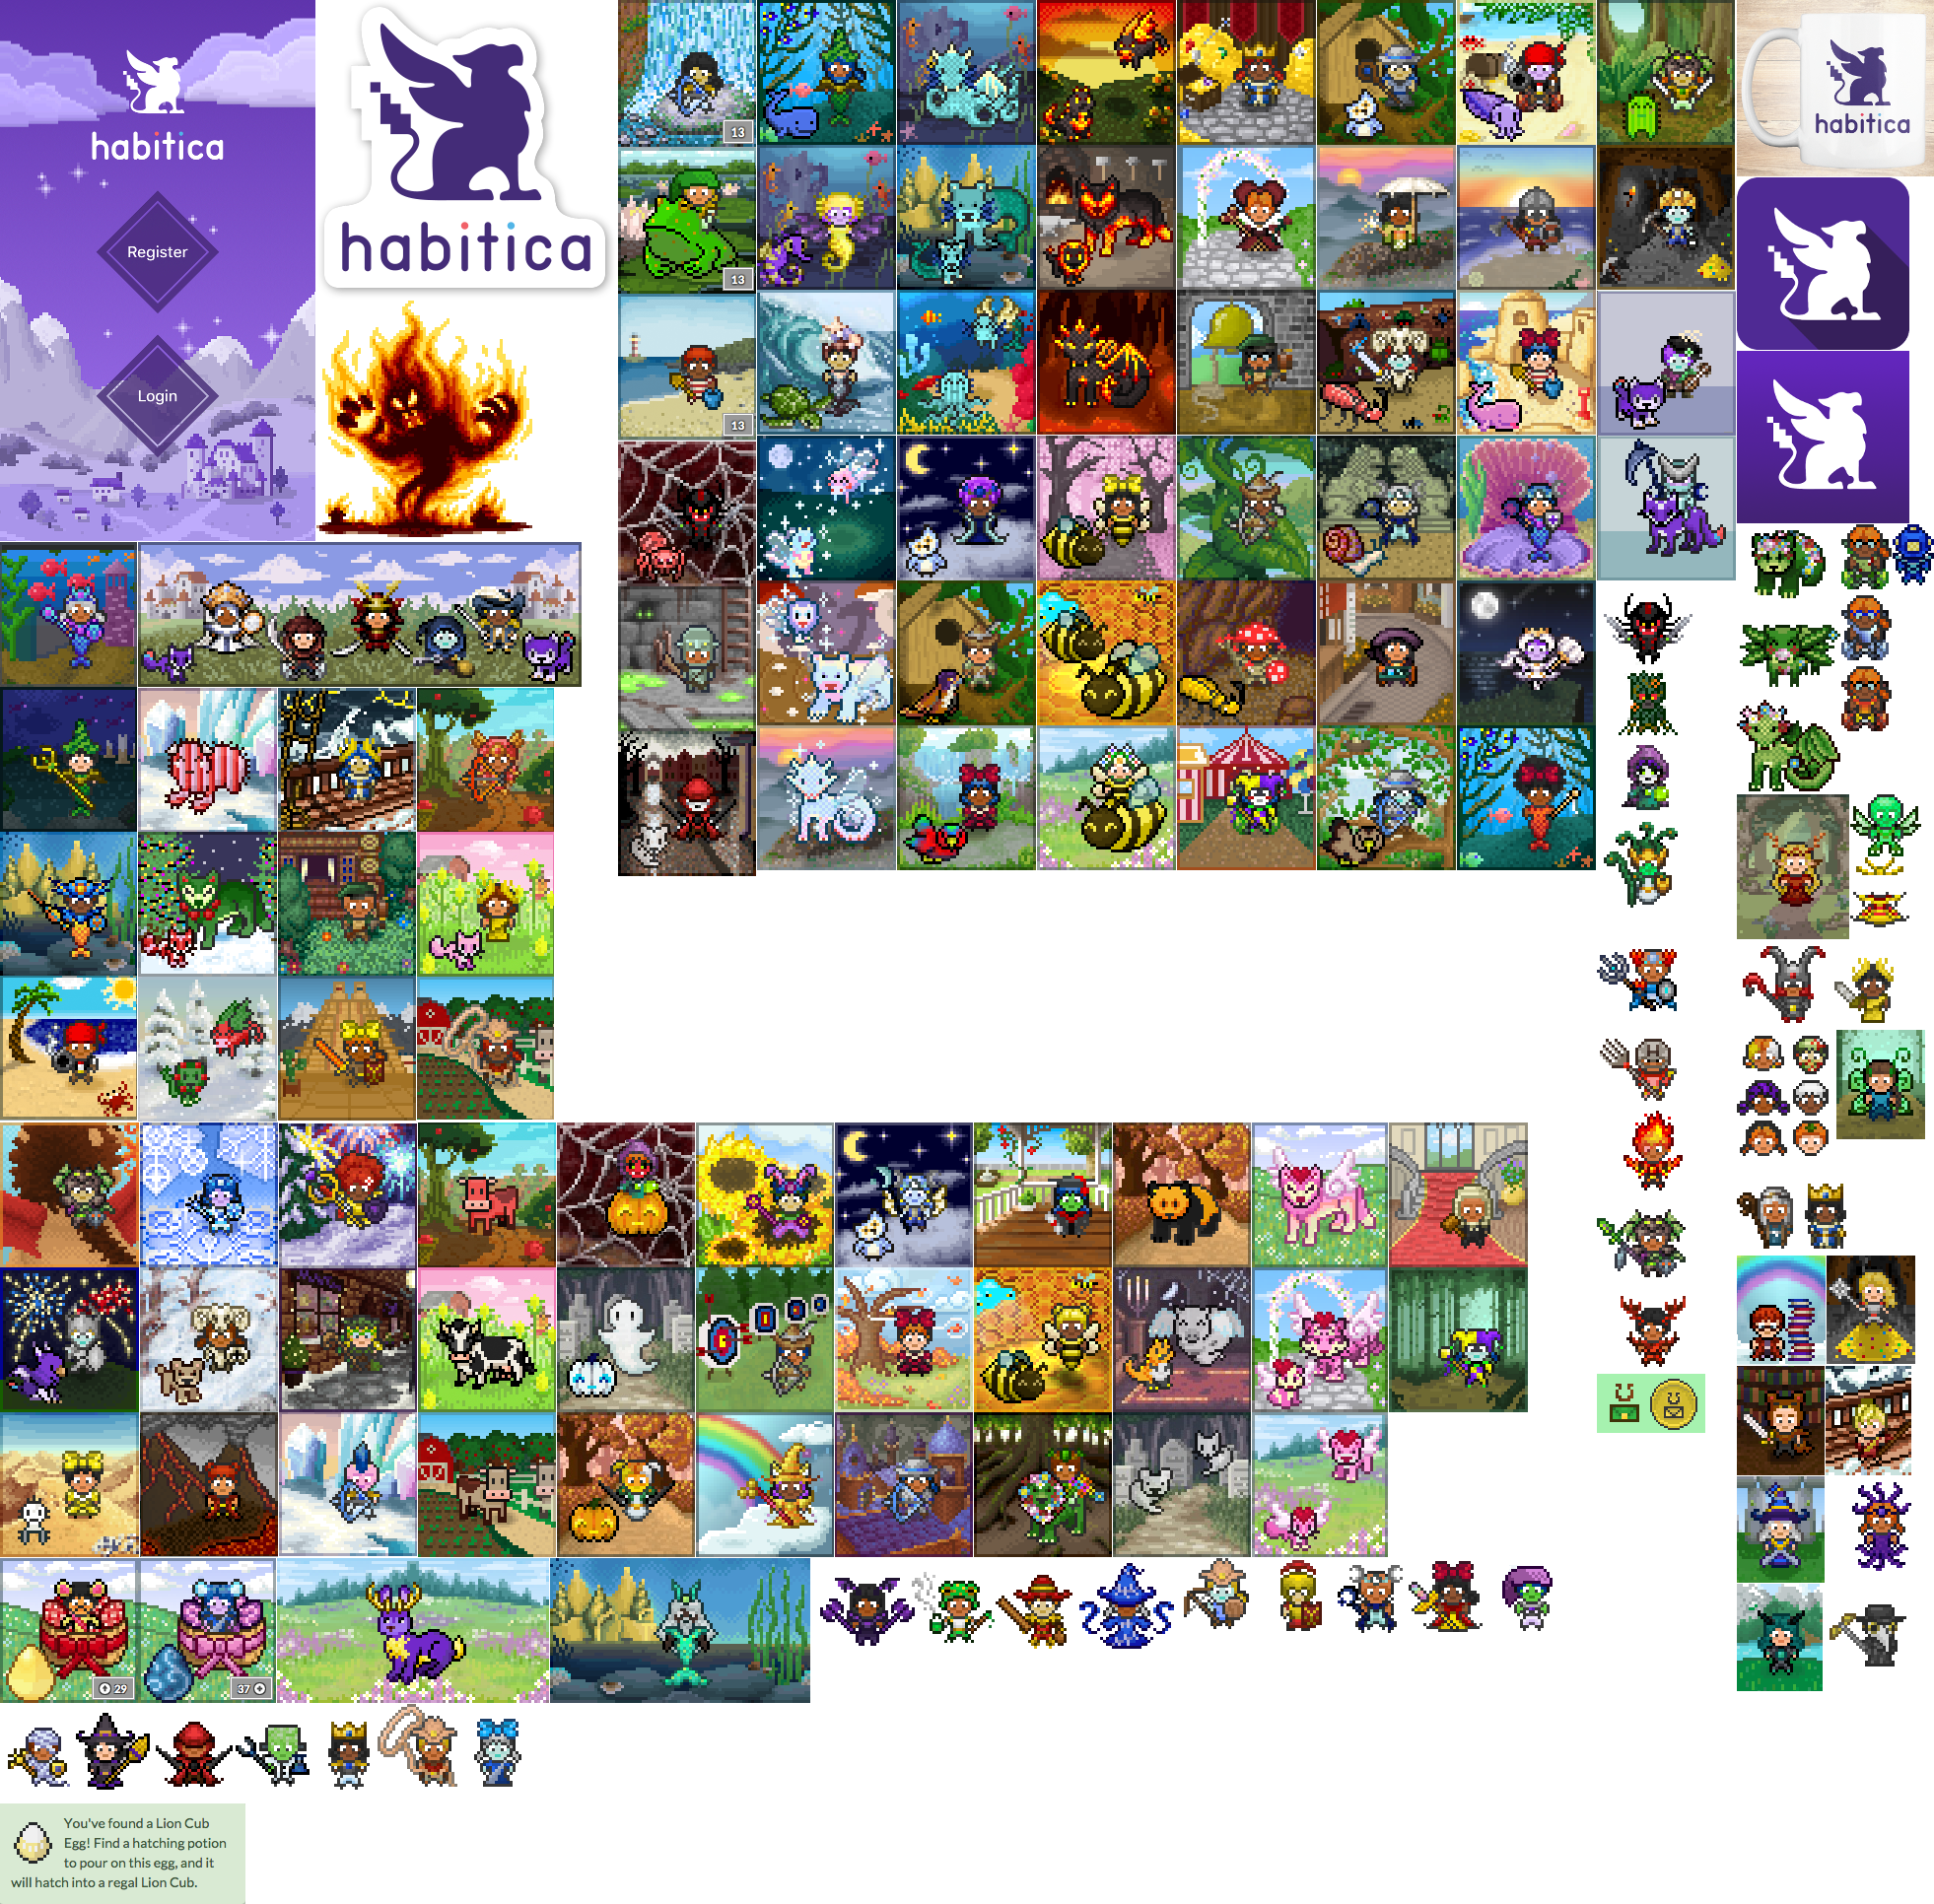 habitica
Register
Login
habitica
13
13
13
habitica
29
37
You've found a Lion Cub
Egg! Find a hatching potion
to pour on this egg, and it
will hatch into a regal Lion Cub.